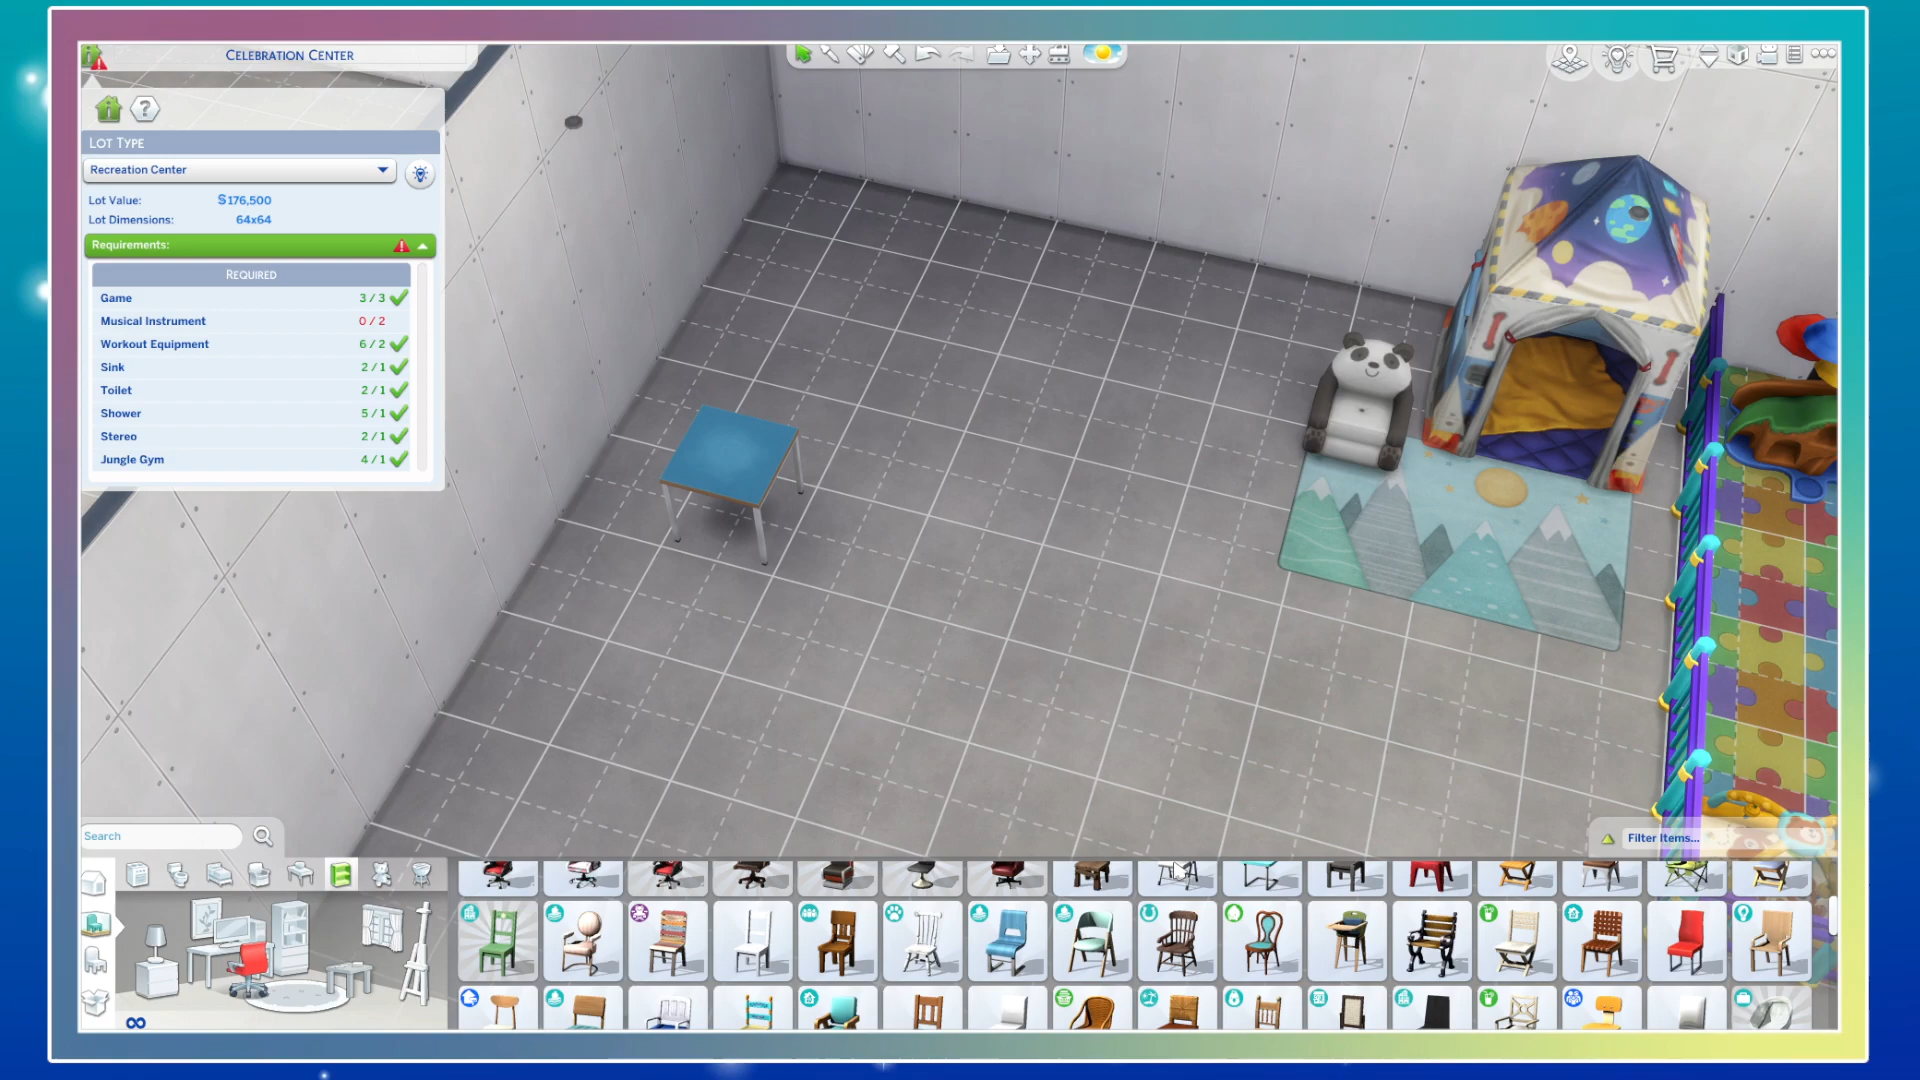 CELEBRATION CENTER
?
LOT TYPE
Recreation Center
Lot Value: §176,500
Lot Dimensions: 64x64
Requirements:
REQUIRED
Game 3 / 3
Musical Instrument 0 / 2
Workout Equipment 6 / 2
Sink 2 / 1
Toilet 2 / 1
Shower 5 / 1
Stereo 2 / 1
Jungle Gym 4 / 1
Search
Filter Items...